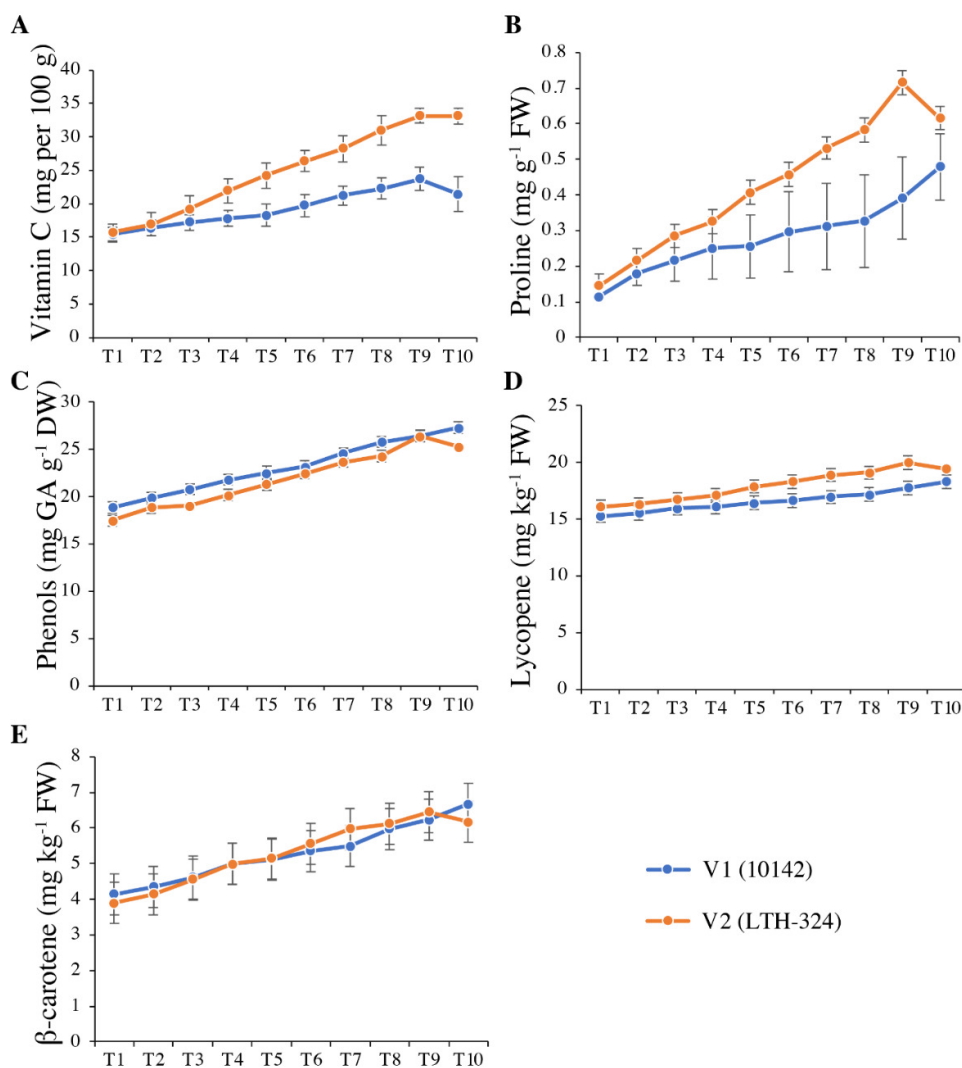 A
Vitamin C (mg per 100 g)
40
35
30
25
20
15
10
5
0
T1 T2 T3 T4 T5 T6 T7 T8 T9 T10
B
Proline (mg g⁻¹ FW)
0.8
0.7
0.6
0.5
0.4
0.3
0.2
0.1
0
T1 T2 T3 T4 T5 T6 T7 T8 T9 T10
C
Phenols (mg GA g⁻¹ DW)
30
25
20
15
10
5
0
T1 T2 T3 T4 T5 T6 T7 T8 T9 T10
D
Lycopene (mg kg⁻¹ FW)
25
20
15
10
5
0
T1 T2 T3 T4 T5 T6 T7 T8 T9 T10
E
β-carotene (mg kg⁻¹ FW)
8
7
6
5
4
3
2
1
0
T1 T2 T3 T4 T5 T6 T7 T8 T9 T10
V1 (10142)
V2 (LTH-324)